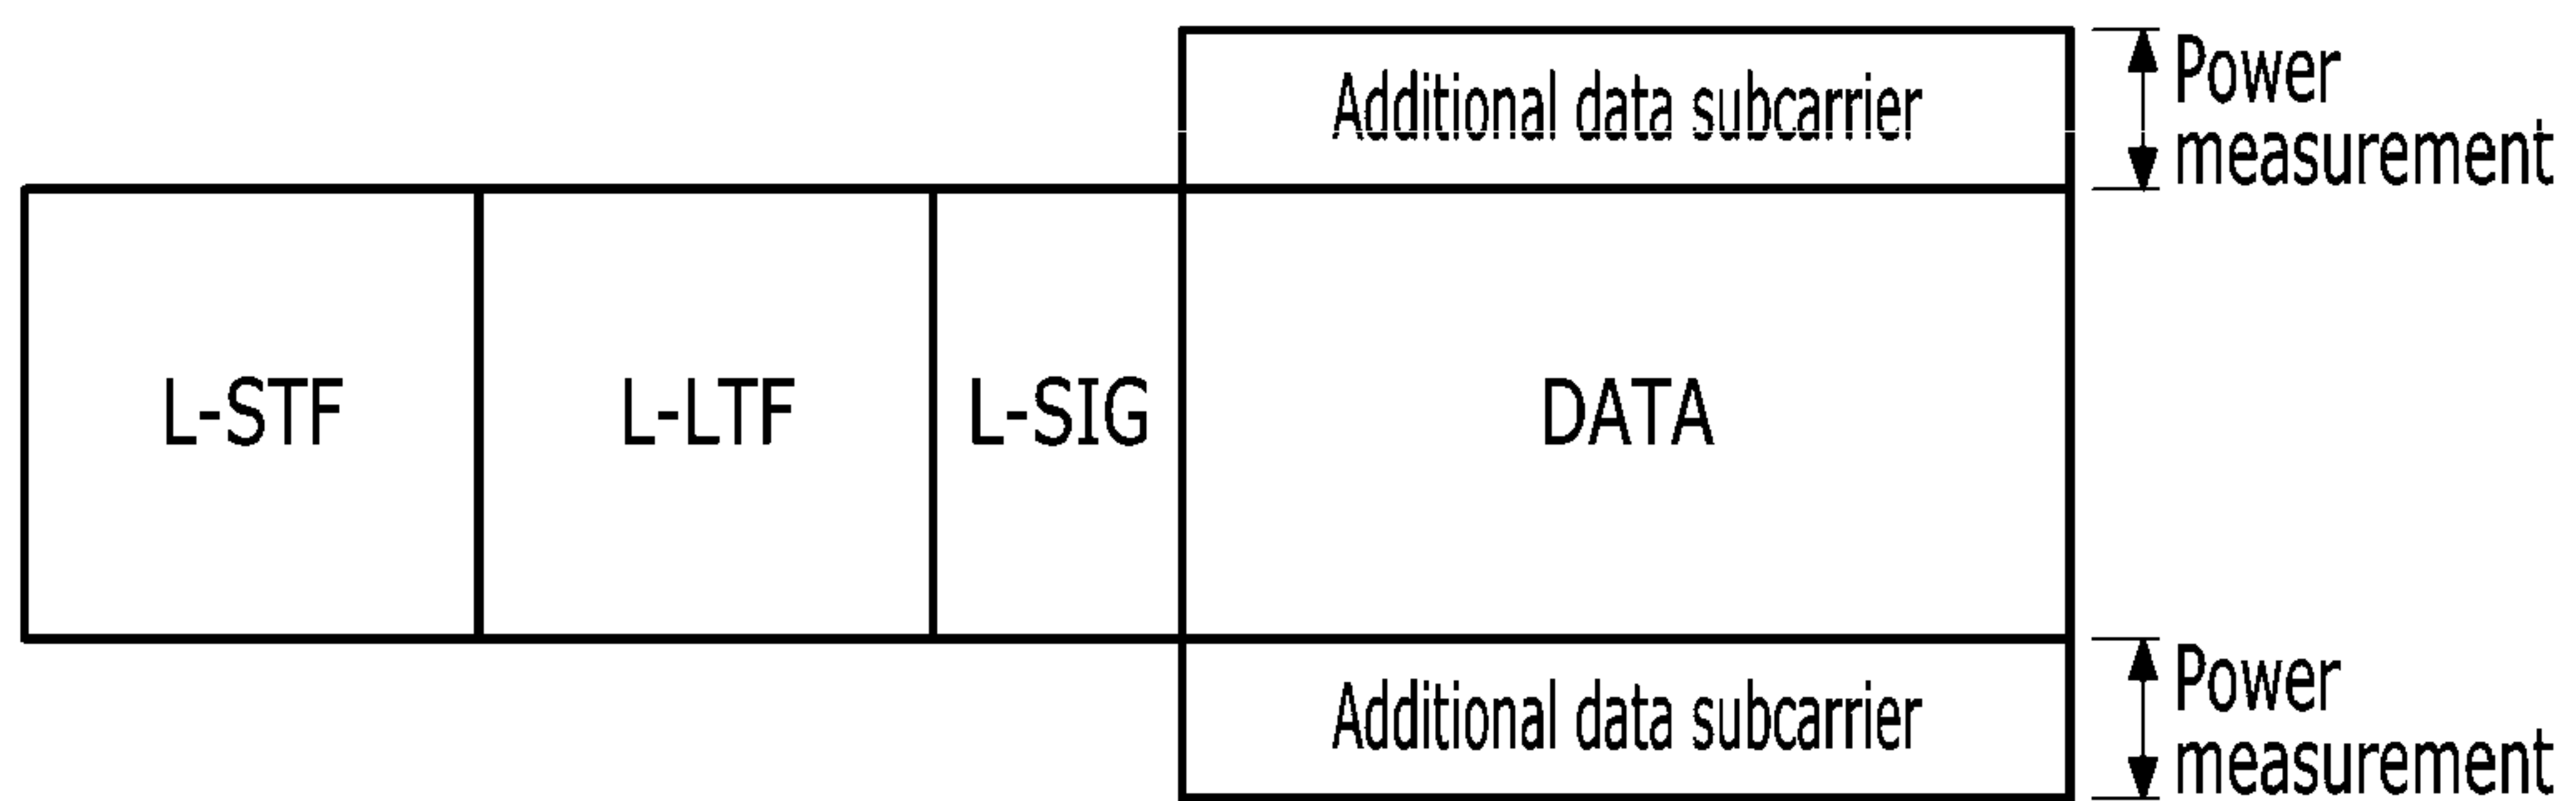 Additional data subcarrier
Power
measurement
L-STF
L-LTF
L-SIG
DATA
Additional data subcarrier
Power
measurement